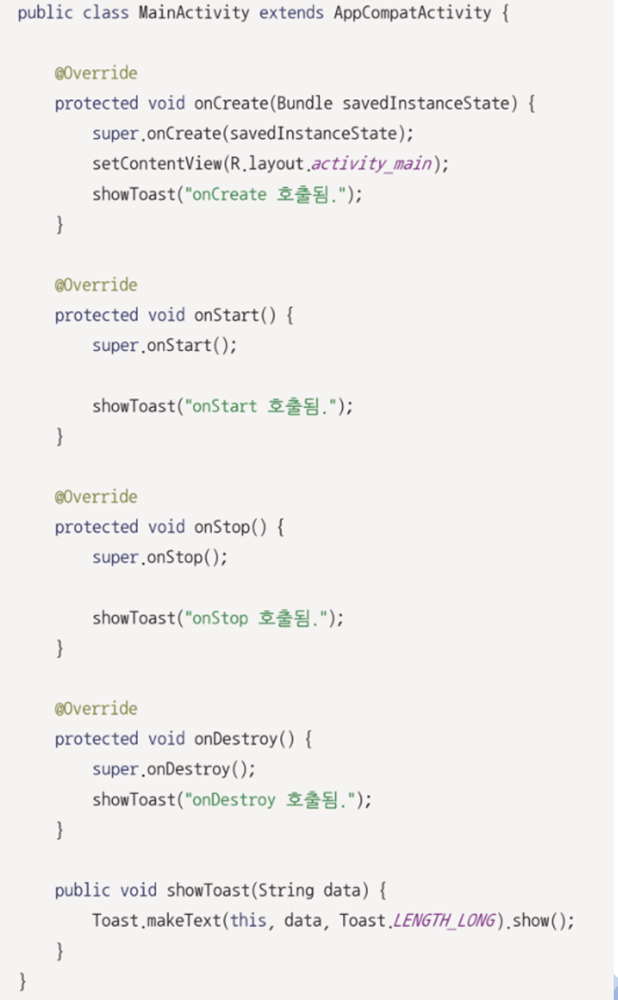 public class MainActivity extends AppCompatActivity {
@Override
protected void onCreate(Bundle savedInstanceState) {
super.onCreate(savedInstanceState);
setContentView(R.layout.activity_main);
showToast("onCreate 호출됨.");
}
@Override
protected void onStart() {
super.onStart();
showToast("onStart 호출됨.");
}
@Override
protected void onStop() {
super.onStop();
showToast("onStop 호출됨.");
}
@Override
protected void onDestroy() {
super.onDestroy();
showToast("onDestroy 호출됨.");
}
public void showToast(String data) {
Toast.makeText(this, data, Toast.LENGTH_LONG).show();
}
}